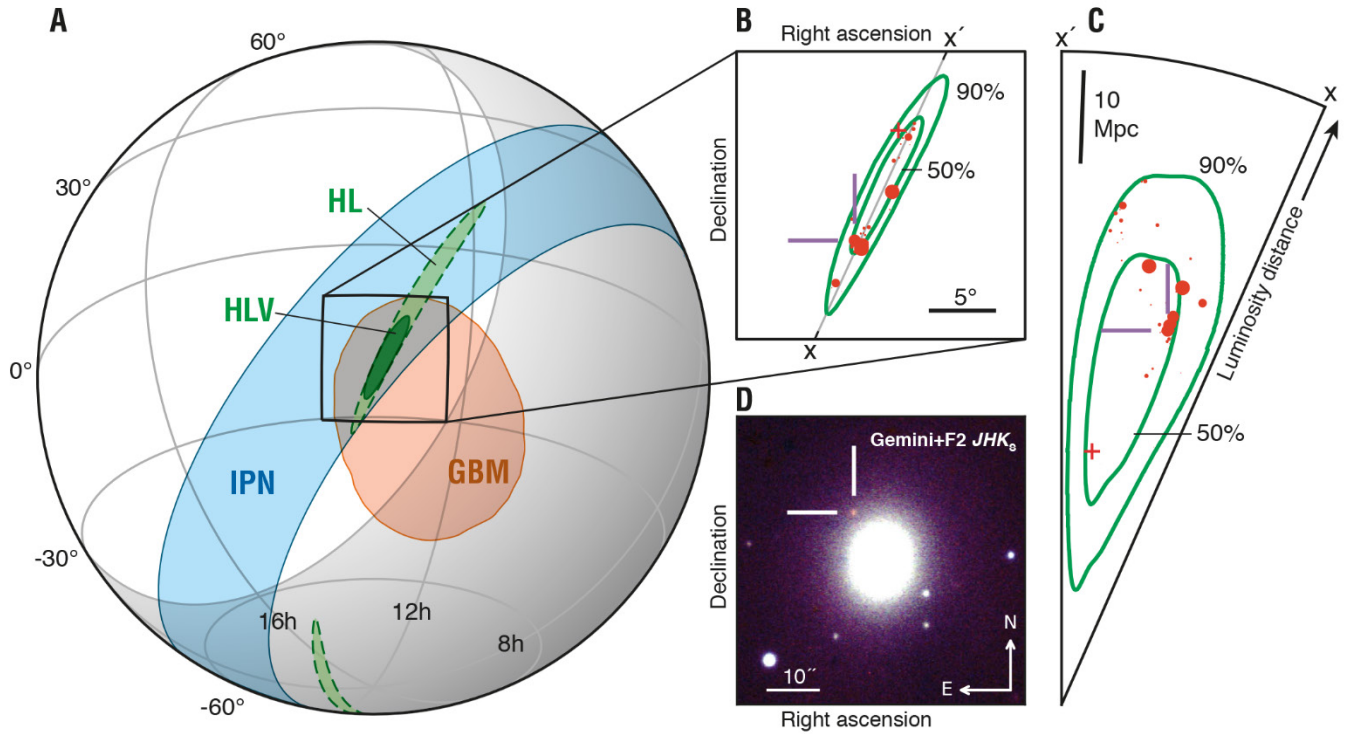 A
60°
30°
0°
-30°
-60°
HL
HLV
IPN
GBM
16h
12h
8h
B
Right ascension
x´
90%
50%
Declination
5°
x
C
x´
x
10
Mpc
90%
Luminosity distance
50%
D
Gemini+F2 JHKs
Declination
N
E
10˝
Right ascension